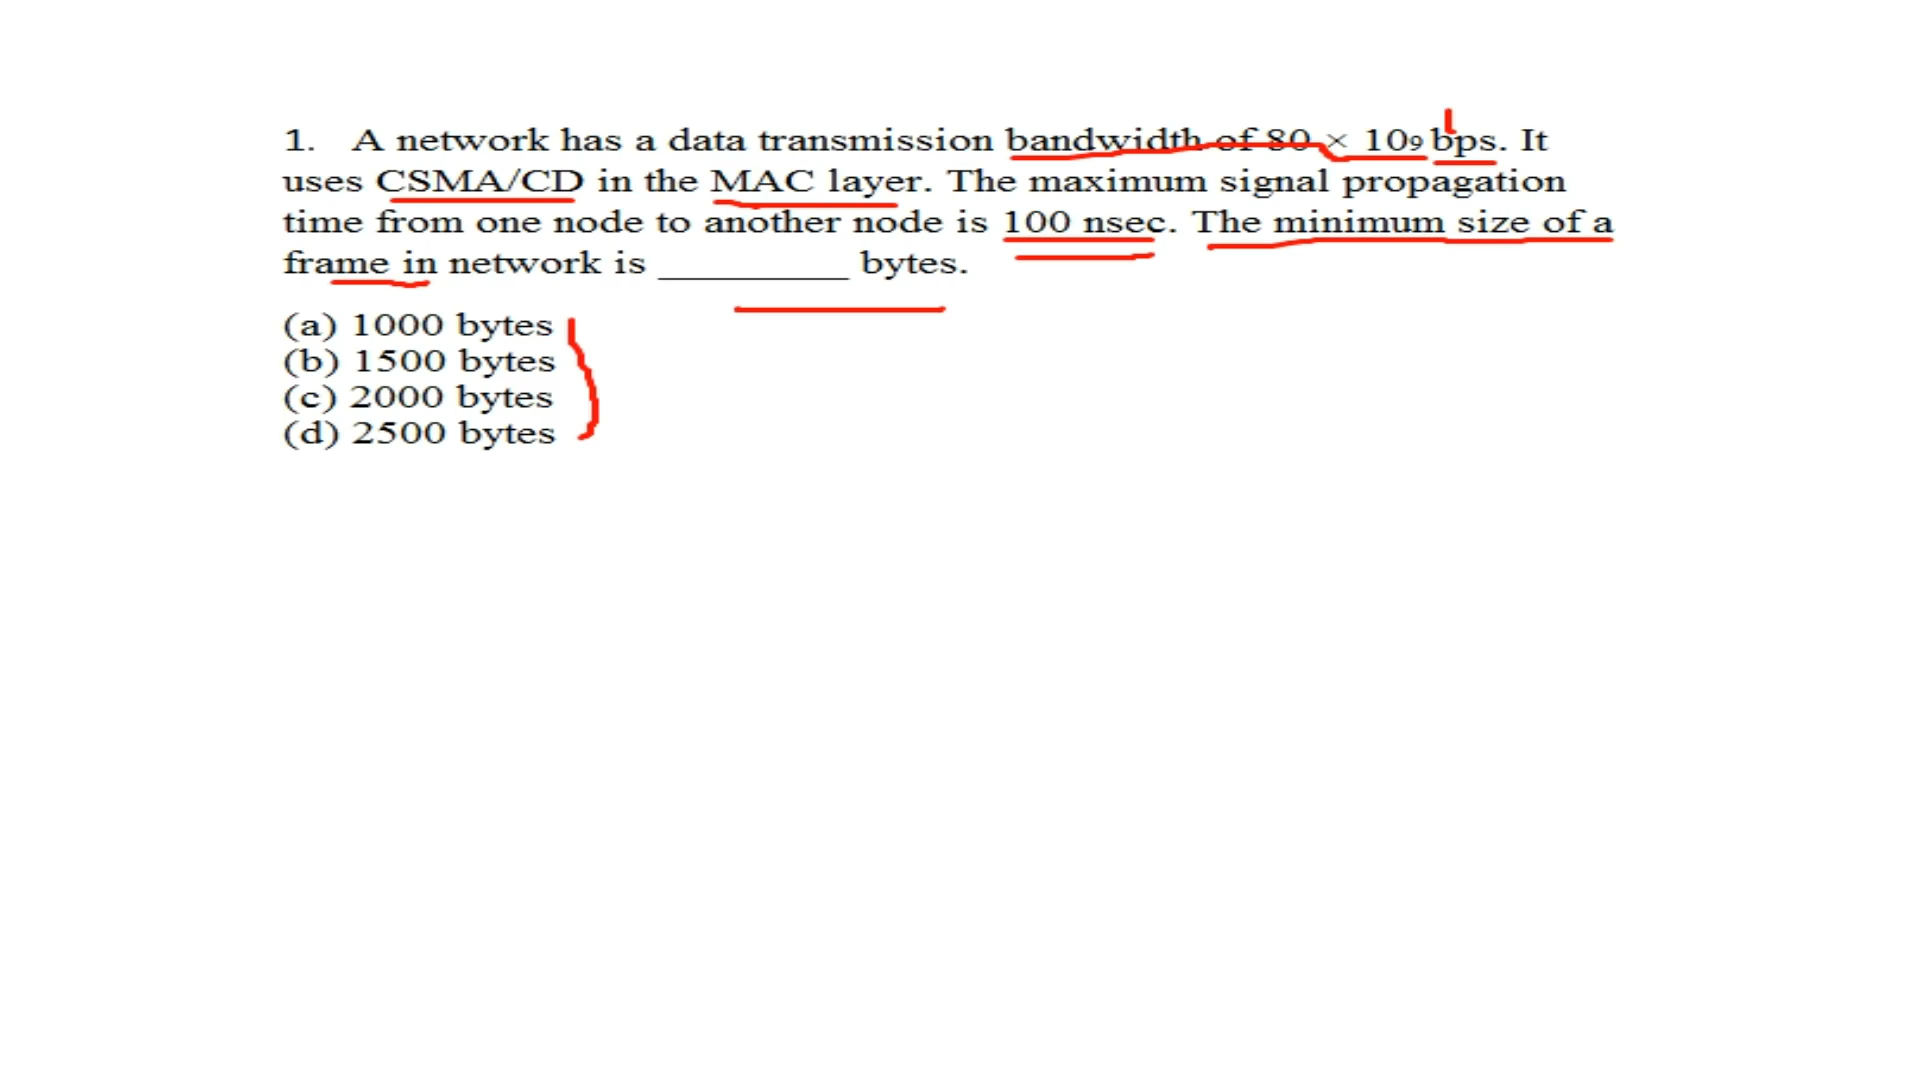 1. A network has a data transmission bandwidth of 80 × 10₉ bps. It
uses CSMA/CD in the MAC layer. The maximum signal propagation
time from one node to another node is 100 nsec. The minimum size of a
frame in network is __________ bytes.
(a) 1000 bytes
(b) 1500 bytes
(c) 2000 bytes
(d) 2500 bytes